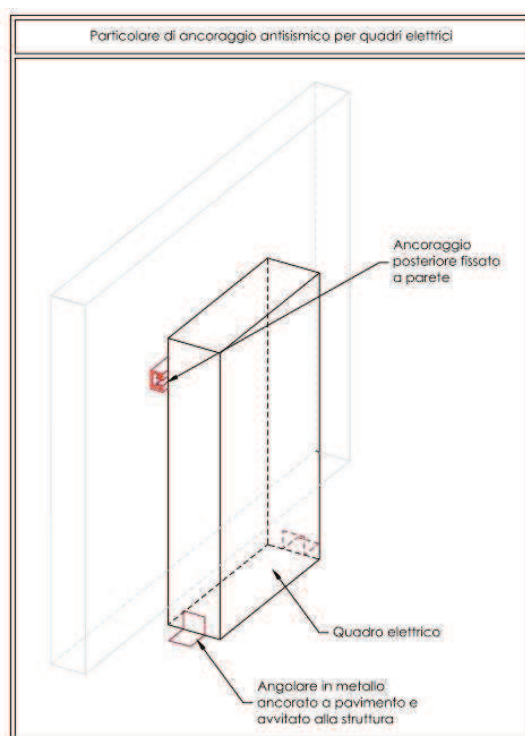 Particolare di ancoraggio antisismico per quadri elettrici
Ancoraggio
posteriore fissato
a parete
Quadro elettrico
Angolare in metallo
ancorato a pavimento e
avvitato alla struttura